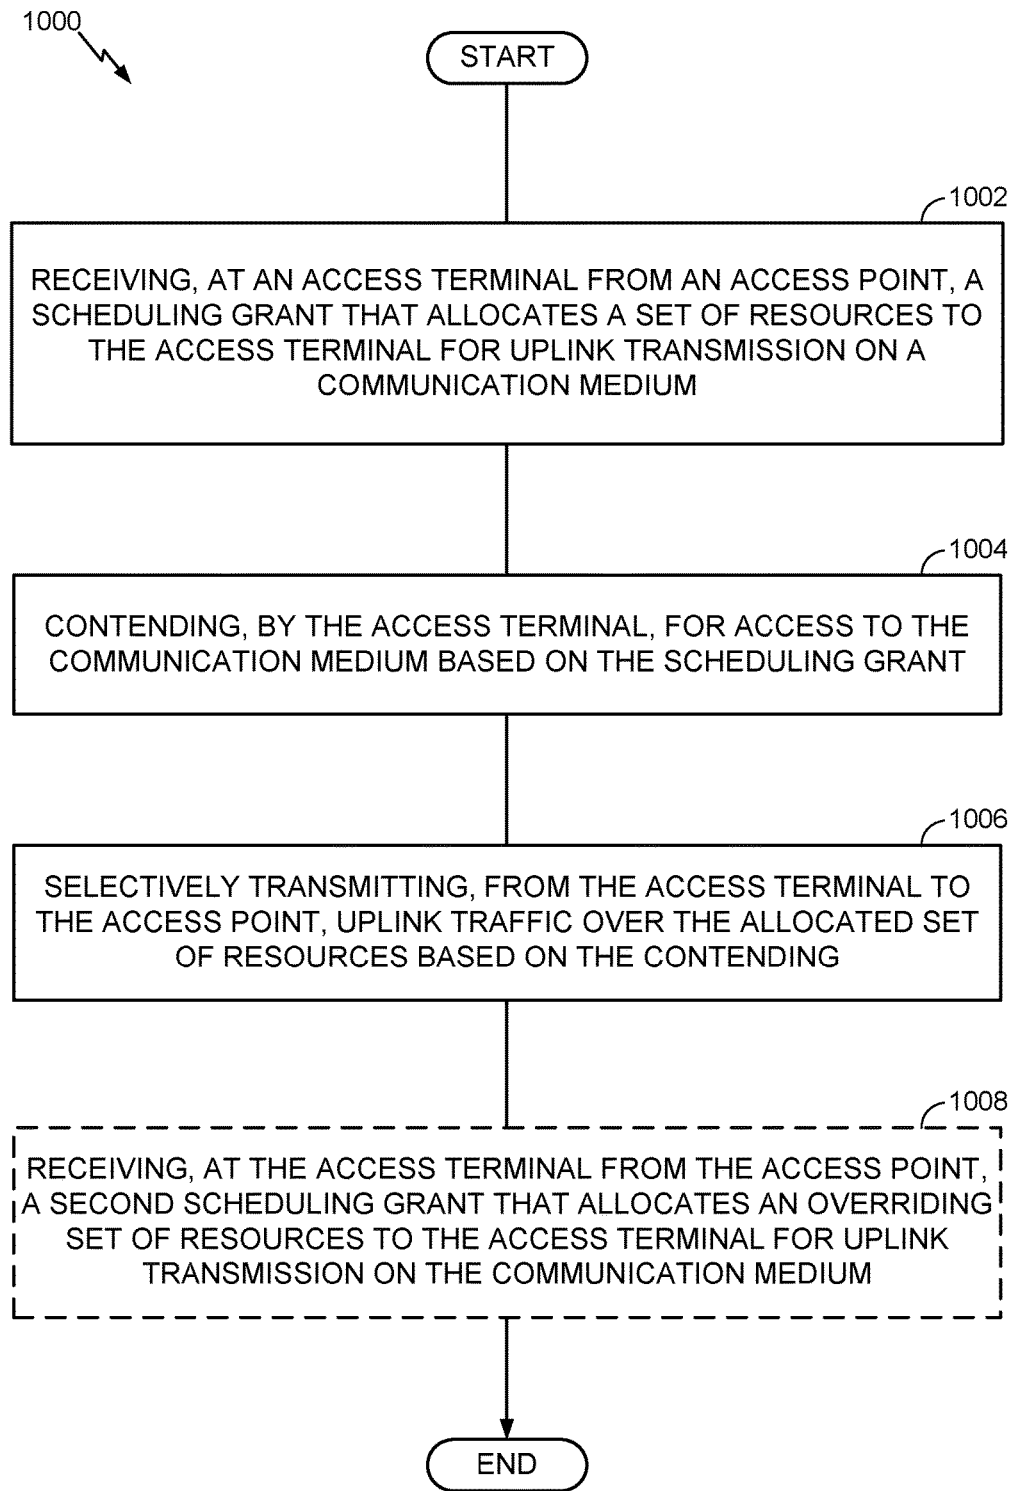 1000
START
1002
RECEIVING, AT AN ACCESS TERMINAL FROM AN ACCESS POINT, A
SCHEDULING GRANT THAT ALLOCATES A SET OF RESOURCES TO
THE ACCESS TERMINAL FOR UPLINK TRANSMISSION ON A
COMMUNICATION MEDIUM
1004
CONTENDING, BY THE ACCESS TERMINAL, FOR ACCESS TO THE
COMMUNICATION MEDIUM BASED ON THE SCHEDULING GRANT
1006
SELECTIVELY TRANSMITTING, FROM THE ACCESS TERMINAL TO
THE ACCESS POINT, UPLINK TRAFFIC OVER THE ALLOCATED SET
OF RESOURCES BASED ON THE CONTENDING
1008
RECEIVING, AT THE ACCESS TERMINAL FROM THE ACCESS POINT,
A SECOND SCHEDULING GRANT THAT ALLOCATES AN OVERRIDING
SET OF RESOURCES TO THE ACCESS TERMINAL FOR UPLINK
TRANSMISSION ON THE COMMUNICATION MEDIUM
END